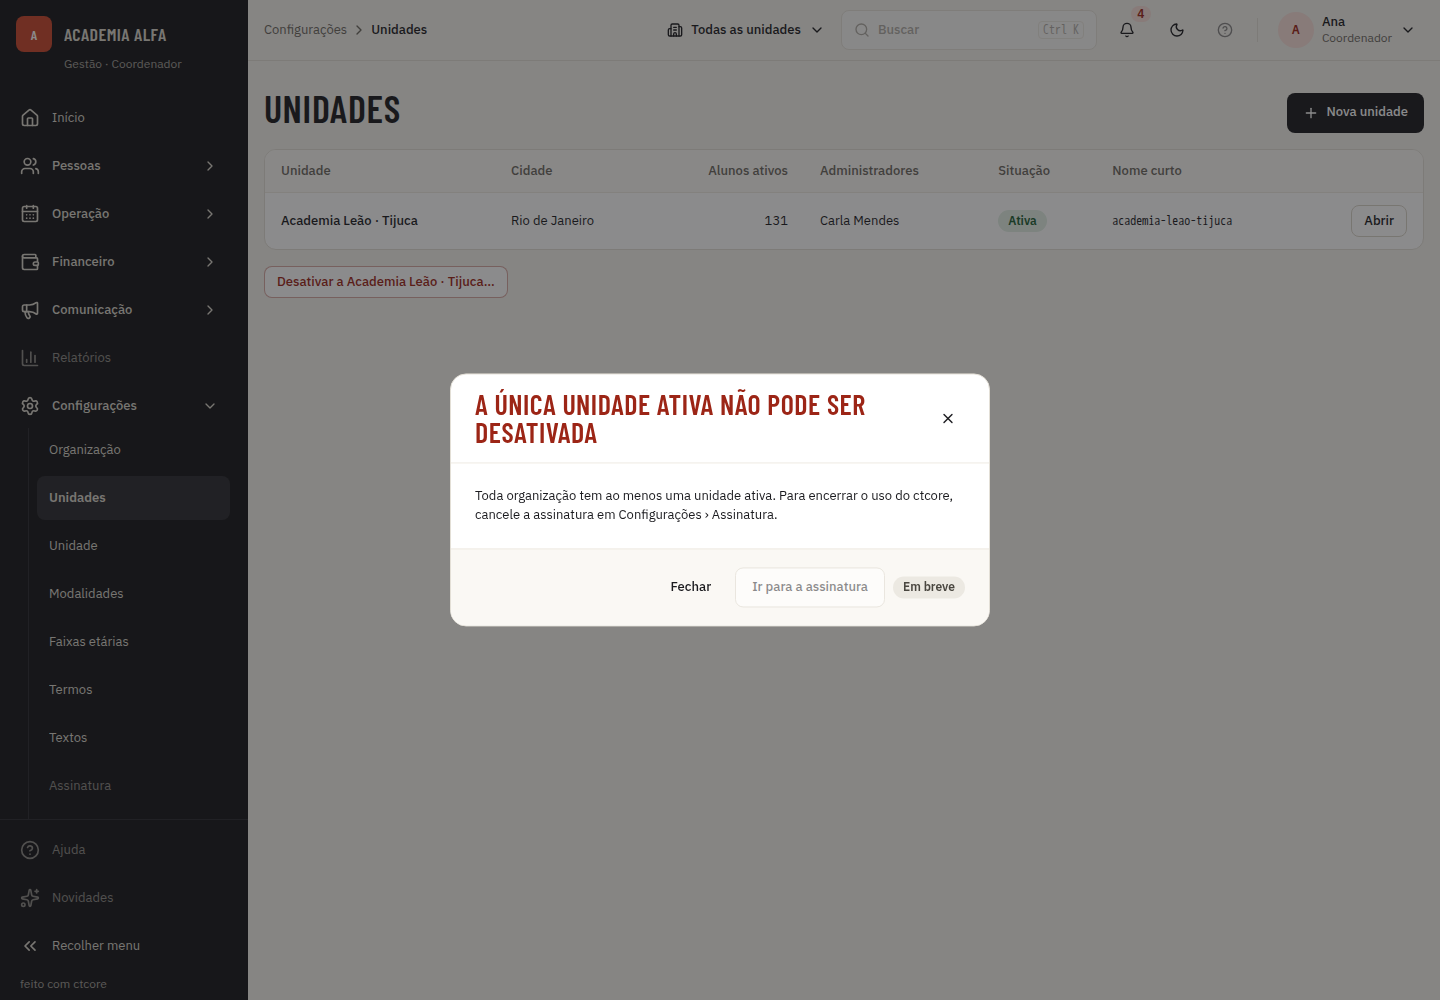 A
ACADEMIA ALFA
Gestão · Coordenador
Início
Pessoas
Operação
Financeiro
Comunicação
Relatórios
Configurações
Organização
Unidades
Unidade
Modalidades
Faixas etárias
Termos
Textos
Assinatura
Ajuda
Novidades
Recolher menu
feito com ctcore
Configurações > Unidades
Todas as unidades
Buscar
Ctrl K
4
A
Ana
Coordenador
UNIDADES
Nova unidade
Unidade Cidade Alunos ativos Administradores Situação Nome curto
Academia Leão · Tijuca Rio de Janeiro 131 Carla Mendes Ativa academia-leao-tijuca Abrir
Desativar a Academia Leão · Tijuca...
A ÚNICA UNIDADE ATIVA NÃO PODE SER
DESATIVADA
Toda organização tem ao menos uma unidade ativa. Para encerrar o uso do ctcore,
cancele a assinatura em Configurações › Assinatura.
Fechar
Ir para a assinatura
Em breve